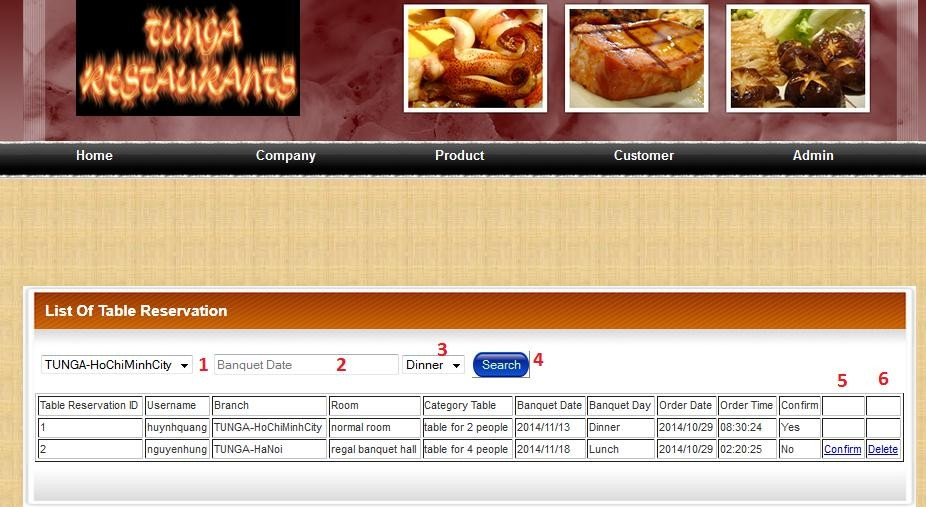 TUNGA
RESTAURANTS
Home Company Product Customer Admin
List Of Table Reservation
TUNGA-HoChiMinhCity 1 Banquet Date 2 Dinner 3 Search 4
5 6
Table Reservation ID Username Branch Room Category Table Banquet Date Banquet Day Order Date Order Time Confirm
1 huynhquang TUNGA-HoChiMinhCity normal room table for 2 people 2014/11/13 Dinner 2014/10/29 08:30:24 Yes
2 nguyenhung TUNGA-HaNoi regal banquet hall table for 4 people 2014/11/18 Lunch 2014/10/29 02:20:25 No Confirm Delete